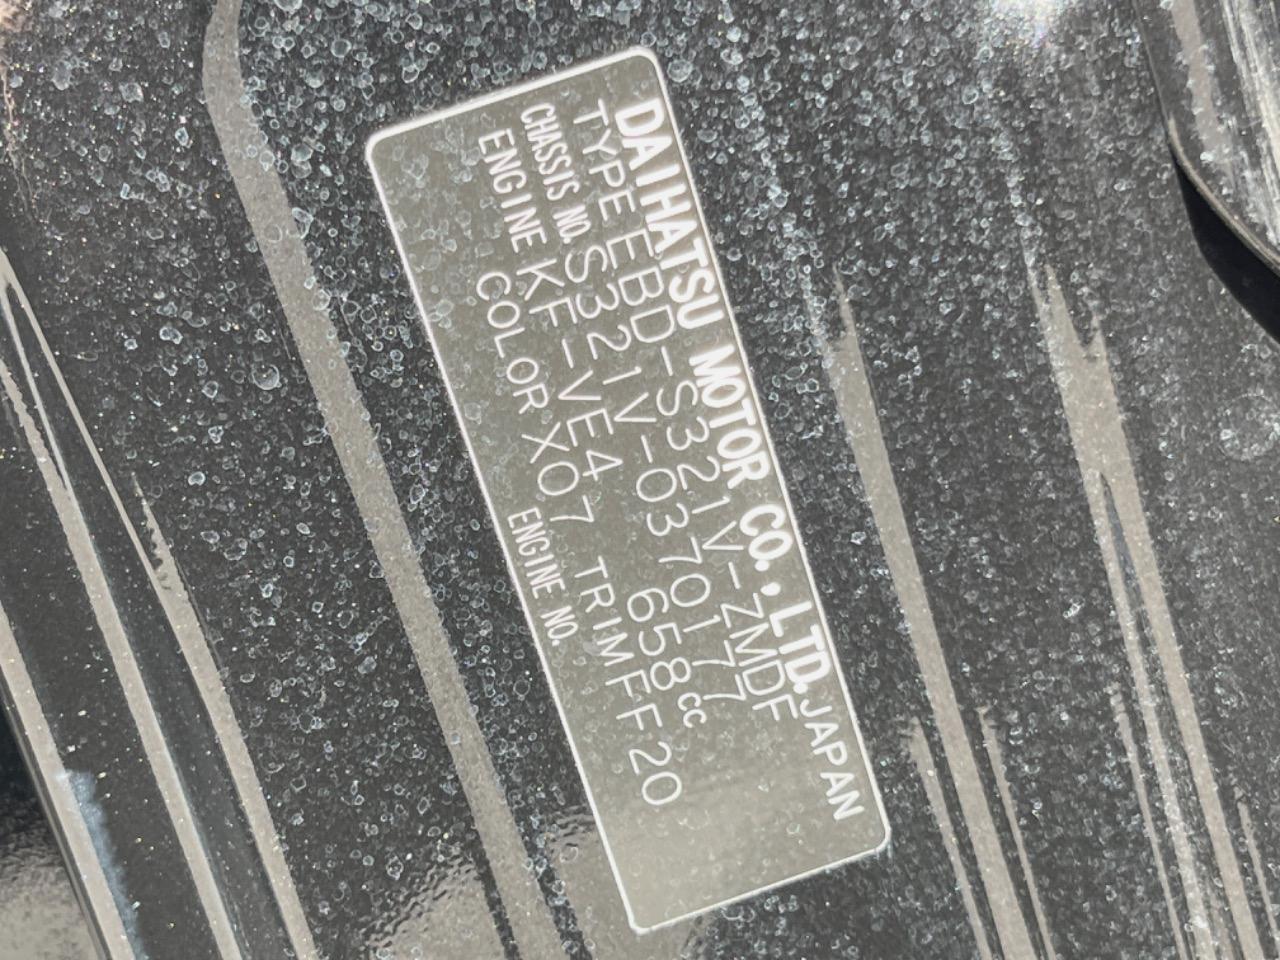 DAIHATSU MOTOR CO., LTD. JAPAN
TYPE EBD-S321V-ZMDF
CHASSIS NO. S321V-0370177
ENGINE KF-VE4 658cc
COLOR X07 TRIM FF20
ENGINE NO.